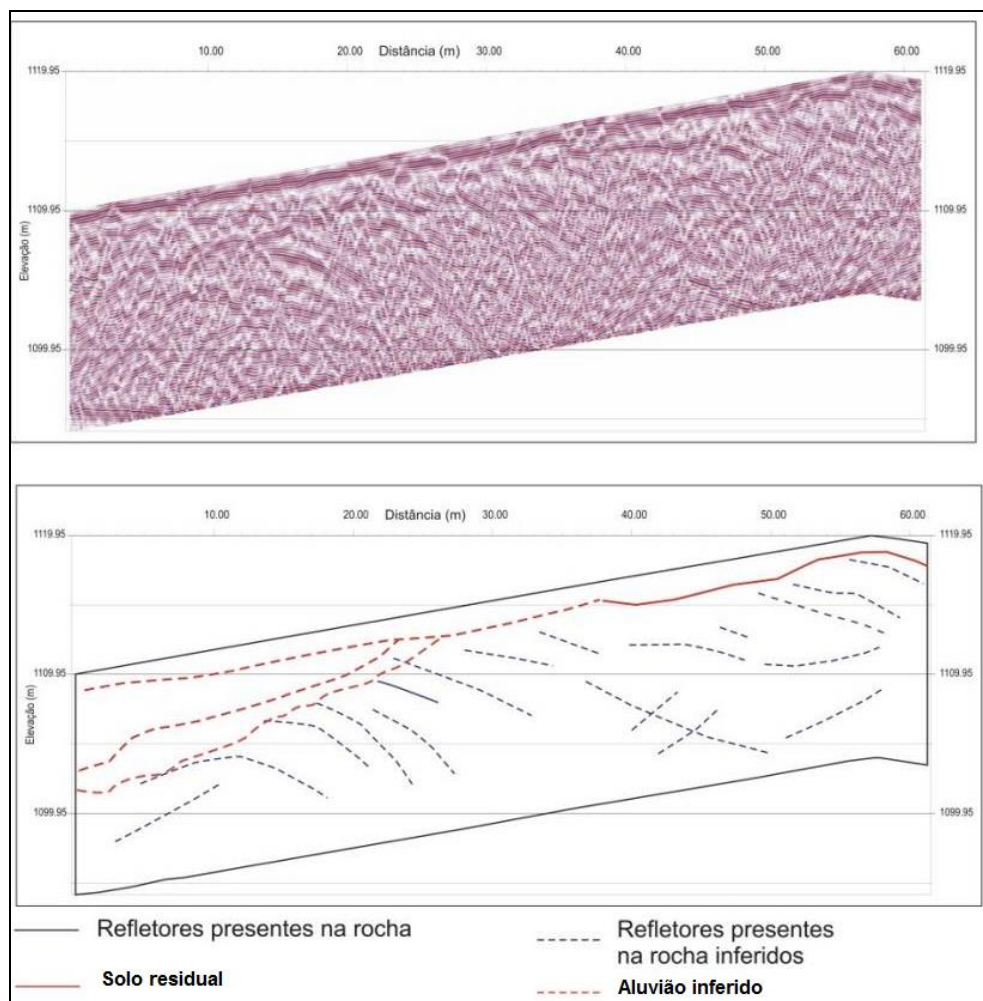 10.00 20.00 Distância (m) 30.00 40.00 50.00 60.00
1119.95 1119.95
1109.95 1109.95
Elevação (m)
1099.95 1099.95
10.00 20.00 Distância (m) 30.00 40.00 50.00 60.00
1119.95 1119.95
1109.95 1109.95
Elevação (m)
1099.95 1099.95
Refletores presentes na rocha
Refletores presentes
na rocha inferidos
Solo residual
Aluvião inferido